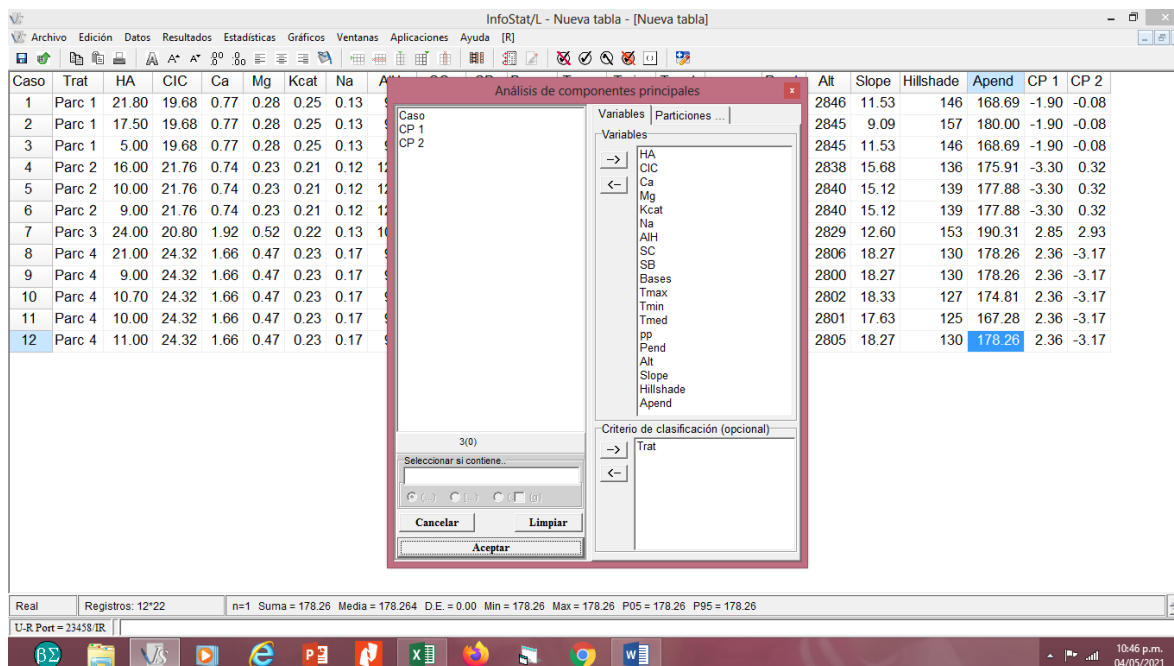 InfoStat/L - Nueva tabla - [Nueva tabla]
Archivo Edición Datos Resultados Estadísticas Gráficos Ventanas Aplicaciones Ayuda [R]
Caso Trat HA CIC Ca Mg Kcat Na Alt Slope Hillshade Apend CP 1 CP 2
1 Parc 1 21.80 19.68 0.77 0.28 0.25 0.13 2846 11.53 146 168.69 -1.90 -0.08
2 Parc 1 17.50 19.68 0.77 0.28 0.25 0.13 2845 9.09 157 180.00 -1.90 -0.08
3 Parc 1 5.00 19.68 0.77 0.28 0.25 0.13 2845 11.53 146 168.69 -1.90 -0.08
4 Parc 2 16.00 21.76 0.74 0.23 0.21 0.12 2838 15.68 136 175.91 -3.30 0.32
5 Parc 2 10.00 21.76 0.74 0.23 0.21 0.12 2840 15.12 139 177.88 -3.30 0.32
6 Parc 2 9.00 21.76 0.74 0.23 0.21 0.12 2840 15.12 139 177.88 -3.30 0.32
7 Parc 3 24.00 20.80 1.92 0.52 0.22 0.13 2829 12.60 153 190.31 2.85 2.93
8 Parc 4 21.00 24.32 1.66 0.47 0.23 0.17 2806 18.27 130 178.26 2.36 -3.17
9 Parc 4 9.00 24.32 1.66 0.47 0.23 0.17 2800 18.27 130 178.26 2.36 -3.17
10 Parc 4 10.70 24.32 1.66 0.47 0.23 0.17 2802 18.33 127 174.81 2.36 -3.17
11 Parc 4 10.00 24.32 1.66 0.47 0.23 0.17 2801 17.63 125 167.28 2.36 -3.17
12 Parc 4 11.00 24.32 1.66 0.47 0.23 0.17 2805 18.27 130 178.26 2.36 -3.17
Análisis de componentes principales
Caso
CP 1
CP 2
3(0)
Seleccionar si contiene..
Cancelar Limpiar
Aceptar
Variables Particiones ...
Variables
HA
CIC
Ca
Mg
Kcat
Na
AlH
SC
SB
Bases
Tmax
Tmin
Tmed
pp
Pend
Alt
Slope
Hillshade
Apend
Criterio de clasificación (opcional)
Trat
Real Registros: 12*22 n=1 Suma = 178.26 Media = 178.264 D.E. = 0.00 Min = 178.26 Max = 178.26 P05 = 178.26 P95 = 178.26
U-R Port = 23458/IR
10:46 p.m.
04/05/2021